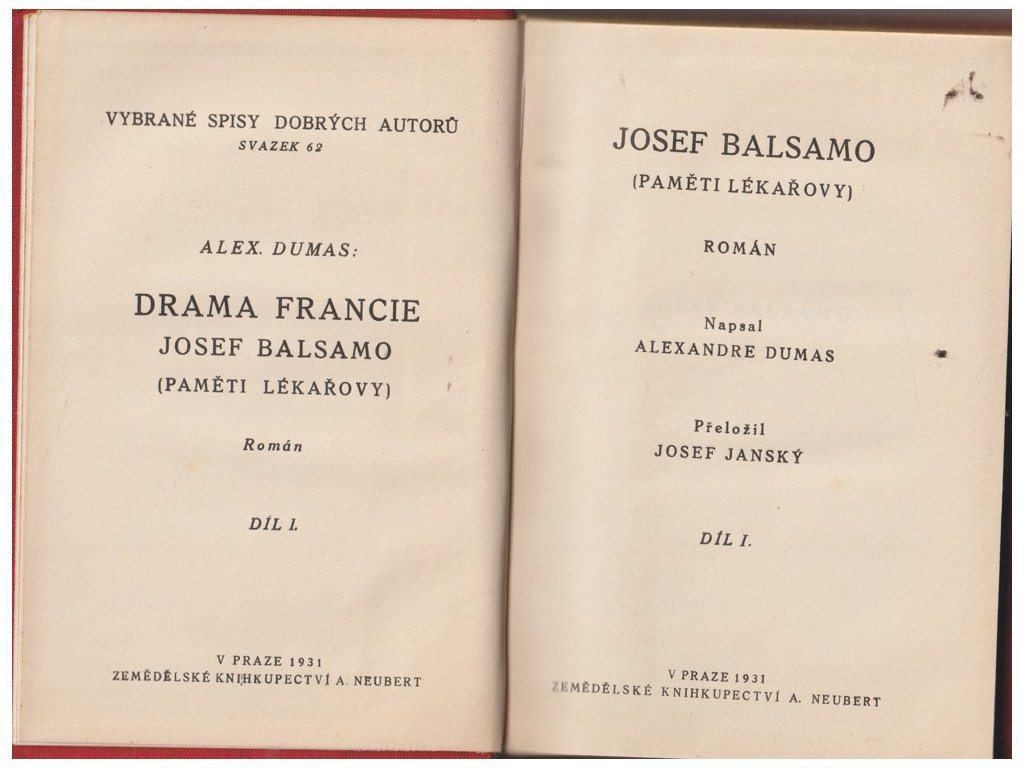 VYBRANÉ SPISY DOBRÝCH AUTORŮ
SVAZEK 62
ALEX. DUMAS:
DRAMA FRANCIE
JOSEF BALSAMO
(PAMĚTI LÉKAŘOVY)
Román
DÍL I.
V PRAZE 1931
ZEMĚDĚLSKÉ KNIHKUPECTVÍ A. NEUBERT
JOSEF BALSAMO
(PAMĚTI LÉKAŘOVY)
ROMÁN
Napsal
ALEXANDRE DUMAS
Přeložil
JOSEF JANSKÝ
DÍL I.
V PRAZE 1931
ZEMĚDĚLSKÉ KNIHKUPECTVÍ A. NEUBERT